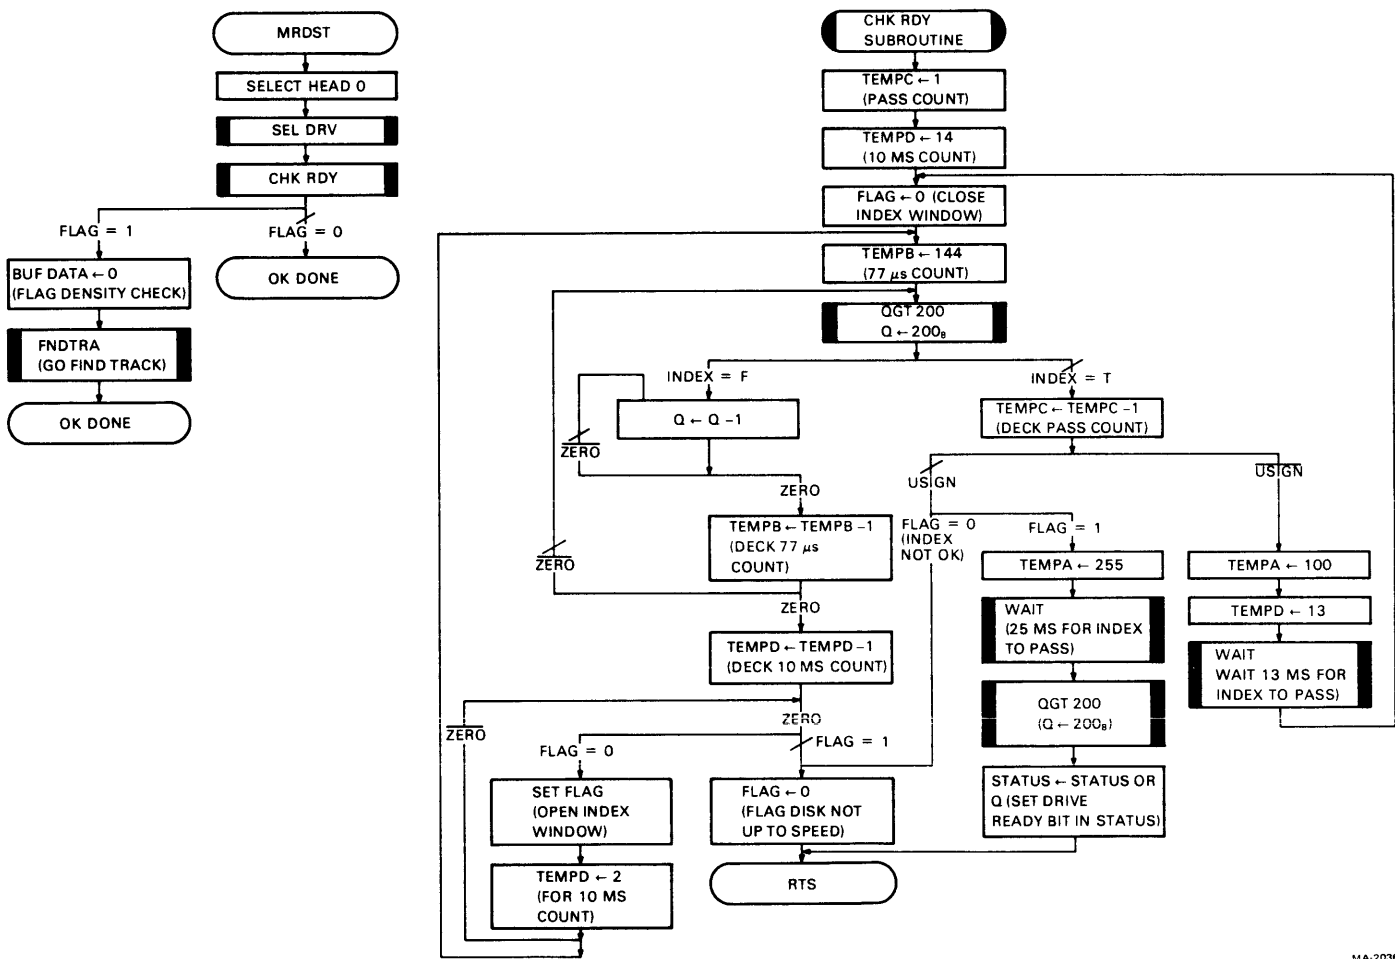 MRDST
SELECT HEAD 0
SEL DRV
CHK RDY
FLAG = 1
FLAG = 0
BUF DATA ← 0
(FLAG DENSITY CHECK)
OK DONE
FNDTRA
(GO FIND TRACK)
OK DONE
CHK RDY
SUBROUTINE
TEMPC ← 1
(PASS COUNT)
TEMPD ← 14
(10 MS COUNT)
FLAG ← 0 (CLOSE
INDEX WINDOW)
TEMPB ← 144
(77 μs COUNT)
QGT 200
Q ← 200₈
INDEX = F
INDEX = T
Q ← Q -1
TEMPC ← TEMPC -1
(DECK PASS COUNT)
ZERO
USIGN
USIGN
ZERO
TEMPB ← TEMPB -1
(DECK 77 μs
COUNT)
FLAG = 0
(INDEX
NOT OK)
FLAG = 1
ZERO
TEMPA ← 255
TEMPA ← 100
ZERO
WAIT
(25 MS FOR INDEX
TO PASS)
TEMPD ← 13
TEMPD ← TEMPD -1
(DECK 10 MS COUNT)
WAIT
WAIT 13 MS FOR
INDEX TO PASS)
QGT 200
(Q ← 200₈)
ZERO
ZERO
FLAG = 0
FLAG = 1
SET FLAG
(OPEN INDEX
WINDOW)
FLAG ← 0
(FLAG DISK NOT
UP TO SPEED)
STATUS ← STATUS OR
Q (SET DRIVE
READY BIT IN STATUS)
TEMPD ← 2
(FOR 10 MS
COUNT)
RTS